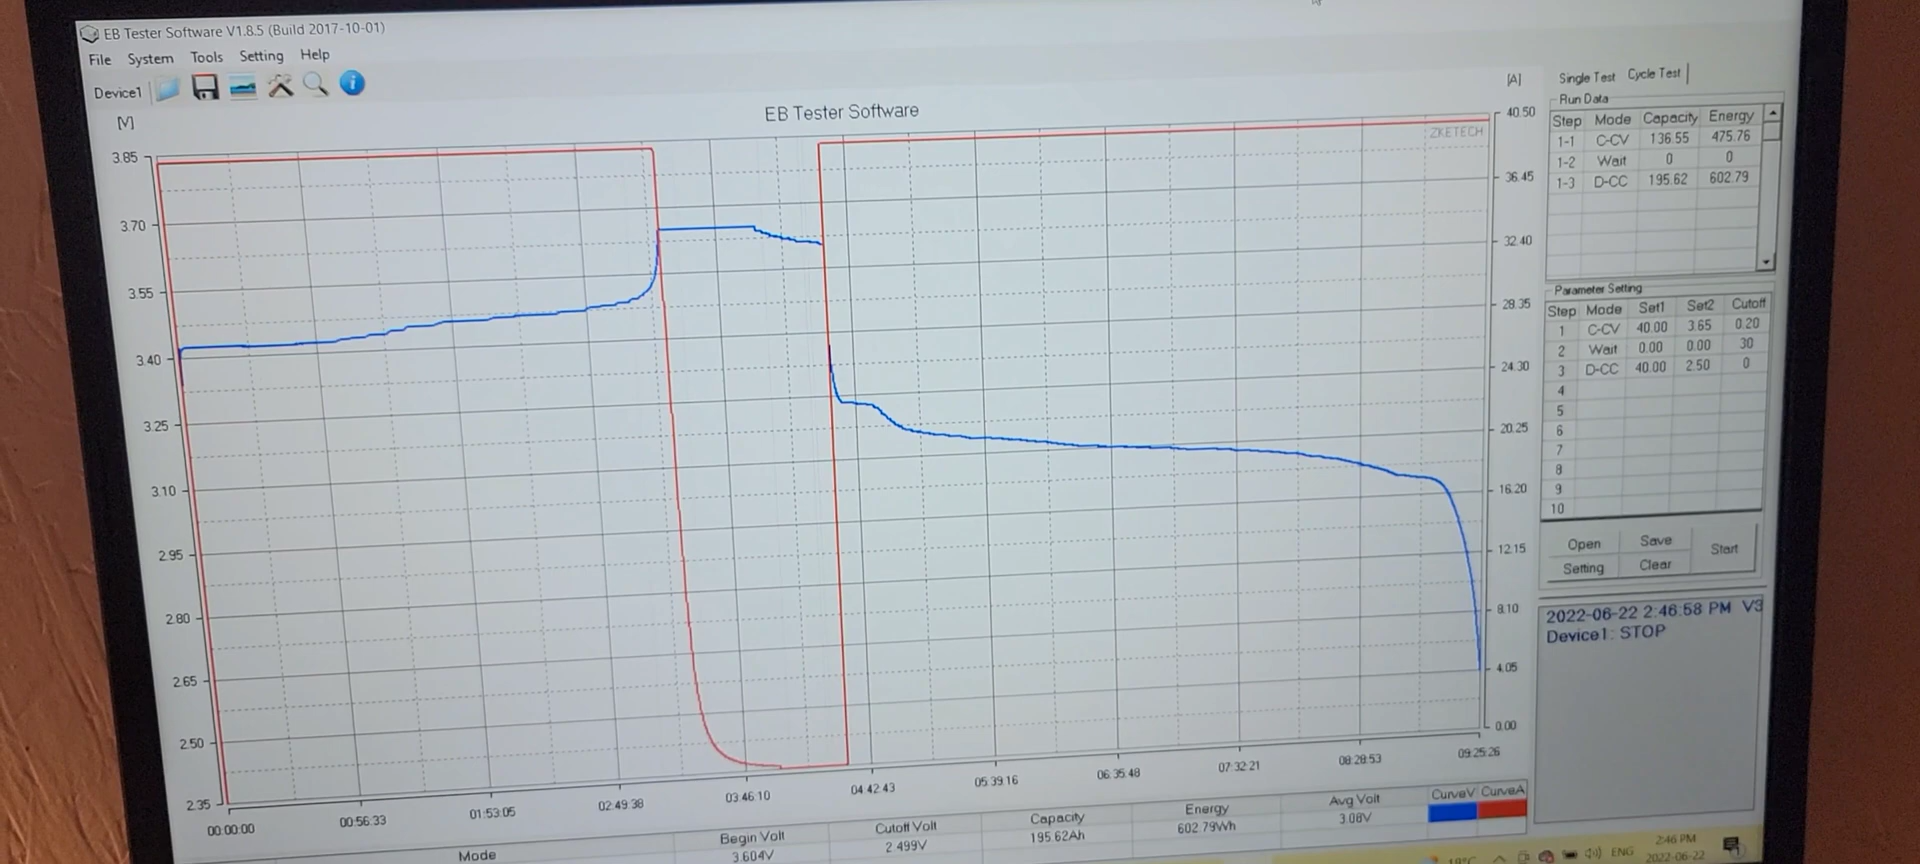 EB Tester Software V1.8.5 (Build 2017-10-01)
File System Tools Setting Help
Device1
EB Tester Software
[V]
[A]
ZKETECH
3.85
3.70
3.55
3.40
3.25
3.10
2.95
2.80
2.65
2.50
2.35
40.50
36.45
32.40
28.35
24.30
20.25
16.20
12.15
8.10
4.05
0.00
00:00:00 00:56:33 01:53:05 02:49:38 03:46:10 04:42:43 05:39:16 06:35:48 07:32:21 08:28:53 09:25:26
Mode Begin Volt Cutoff Volt Capacity Energy Avg Volt CurveV CurveA
3.604V 2.499V 195.62Ah 602.79Wh 3.08V
Single Test Cycle Test
Run Data
Step Mode Capacity Energy
1-1 C-CV 136.55 475.76
1-2 Wait 0 0
1-3 D-CC 195.62 602.79
Parameter Setting
Step Mode Set1 Set2 Cutoff
1 C-CV 40.00 3.65 0.20
2 Wait 0.00 0.00 30
3 D-CC 40.00 2.50 0
4
5
6
7
8
9
10
Open Save Start
Setting Clear
2022-06-22 2:46:58 PM V3
Device1: STOP
19°C ENG 2:46 PM
2022-06-22